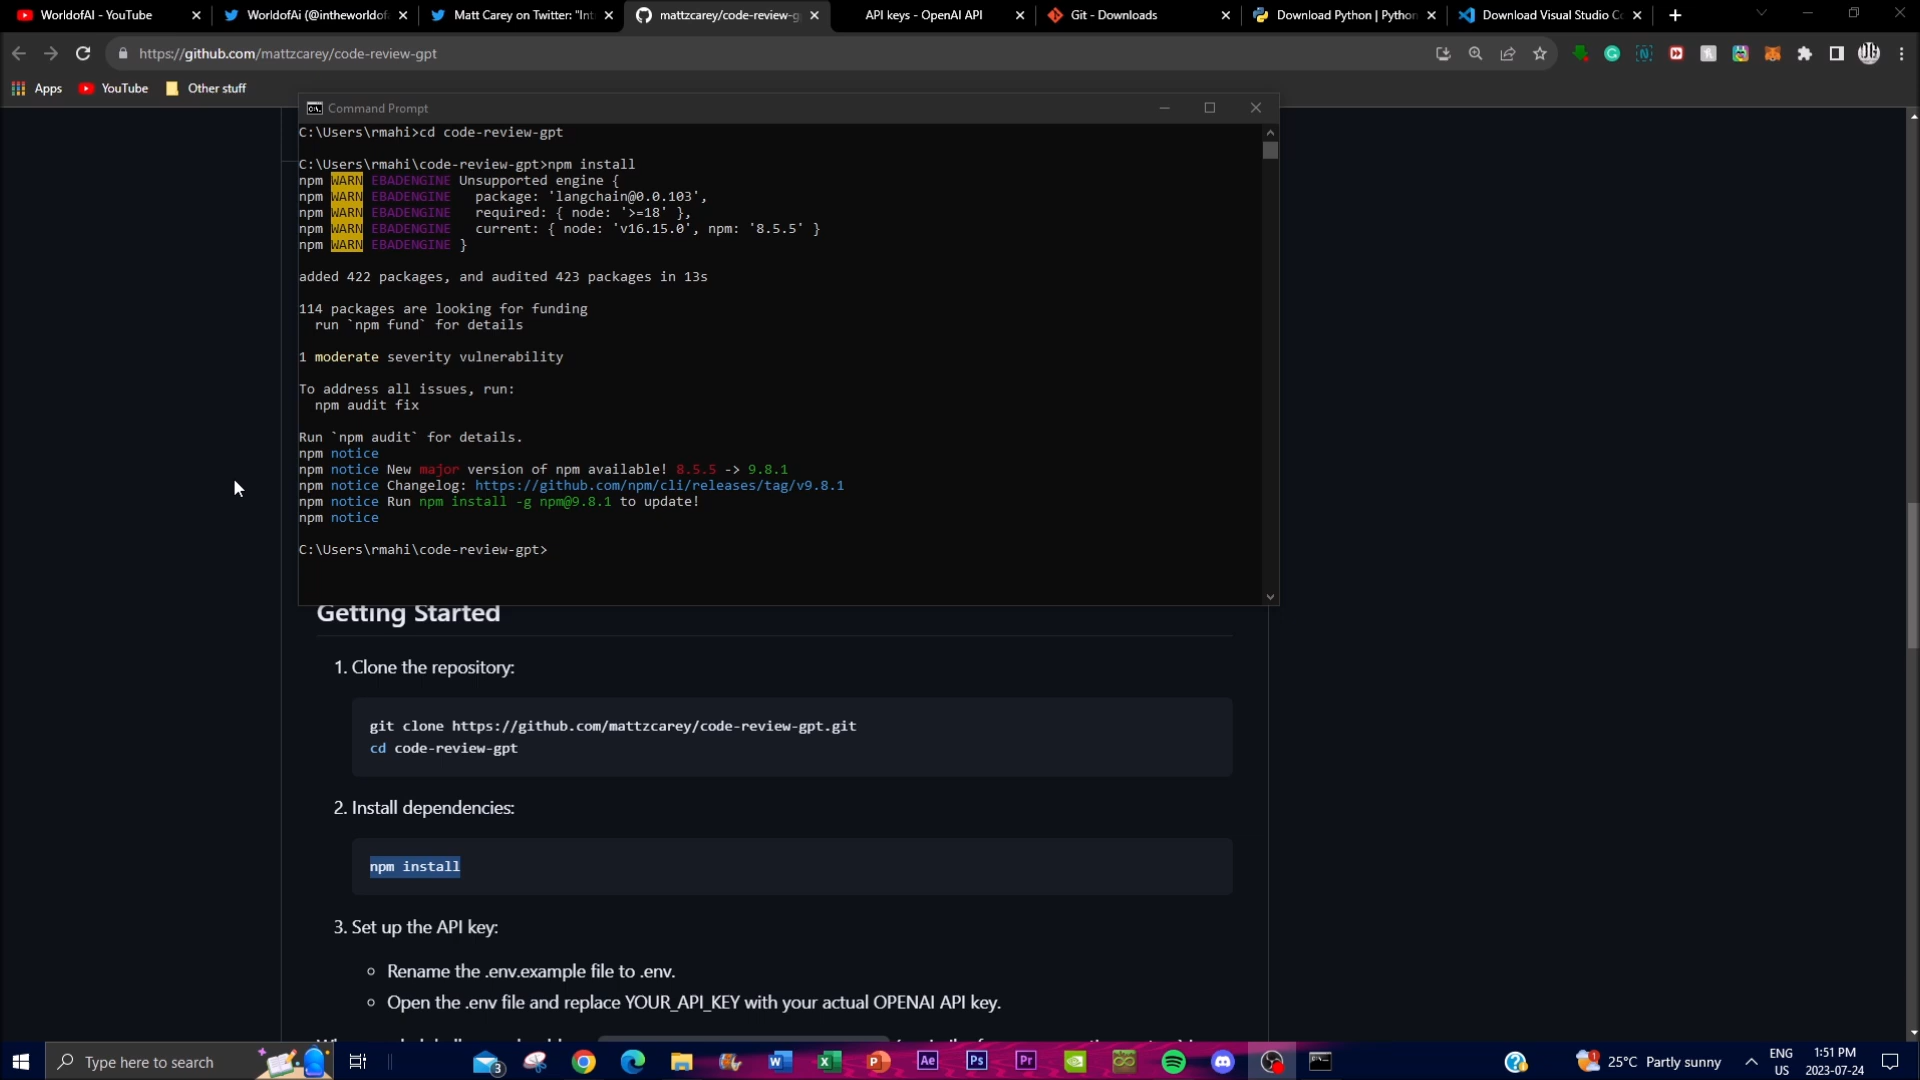 WorldofAi - YouTube
WorldofAi (@intheworldof
Matt Carey on Twitter: "Int
mattzcarey/code-review-g
API keys - OpenAI API
Git - Downloads
Download Python | Python
Download Visual Studio Co
https://github.com/mattzcarey/code-review-gpt
Apps
YouTube
Other stuff
Command Prompt
C:\Users\rmahi>cd code-review-gpt
C:\Users\rmahi\code-review-gpt>npm install
npm WARN EBADENGINE Unsupported engine {
npm WARN EBADENGINE   package: 'langchain@0.0.103',
npm WARN EBADENGINE   required: { node: '>=18' },
npm WARN EBADENGINE   current: { node: 'v16.15.0', npm: '8.5.5' }
npm WARN EBADENGINE }
added 422 packages, and audited 423 packages in 13s
114 packages are looking for funding
run `npm fund` for details
1 moderate severity vulnerability
To address all issues, run:
npm audit fix
Run `npm audit` for details.
npm notice
npm notice New major version of npm available! 8.5.5 -> 9.8.1
npm notice Changelog: https://github.com/npm/cli/releases/tag/v9.8.1
npm notice Run npm install -g npm@9.8.1 to update!
npm notice
C:\Users\rmahi\code-review-gpt>
Getting Started
1. Clone the repository:
git clone https://github.com/mattzcarey/code-review-gpt.git
cd code-review-gpt
2. Install dependencies:
npm install
3. Set up the API key:
Rename the .env.example file to .env.
Open the .env file and replace YOUR_API_KEY with your actual OPENAI API key.
Type here to search
3
W
X
P
Ae
Ps
Pr
1
25°C Partly sunny
ENG
US
1:51 PM
2023-07-24